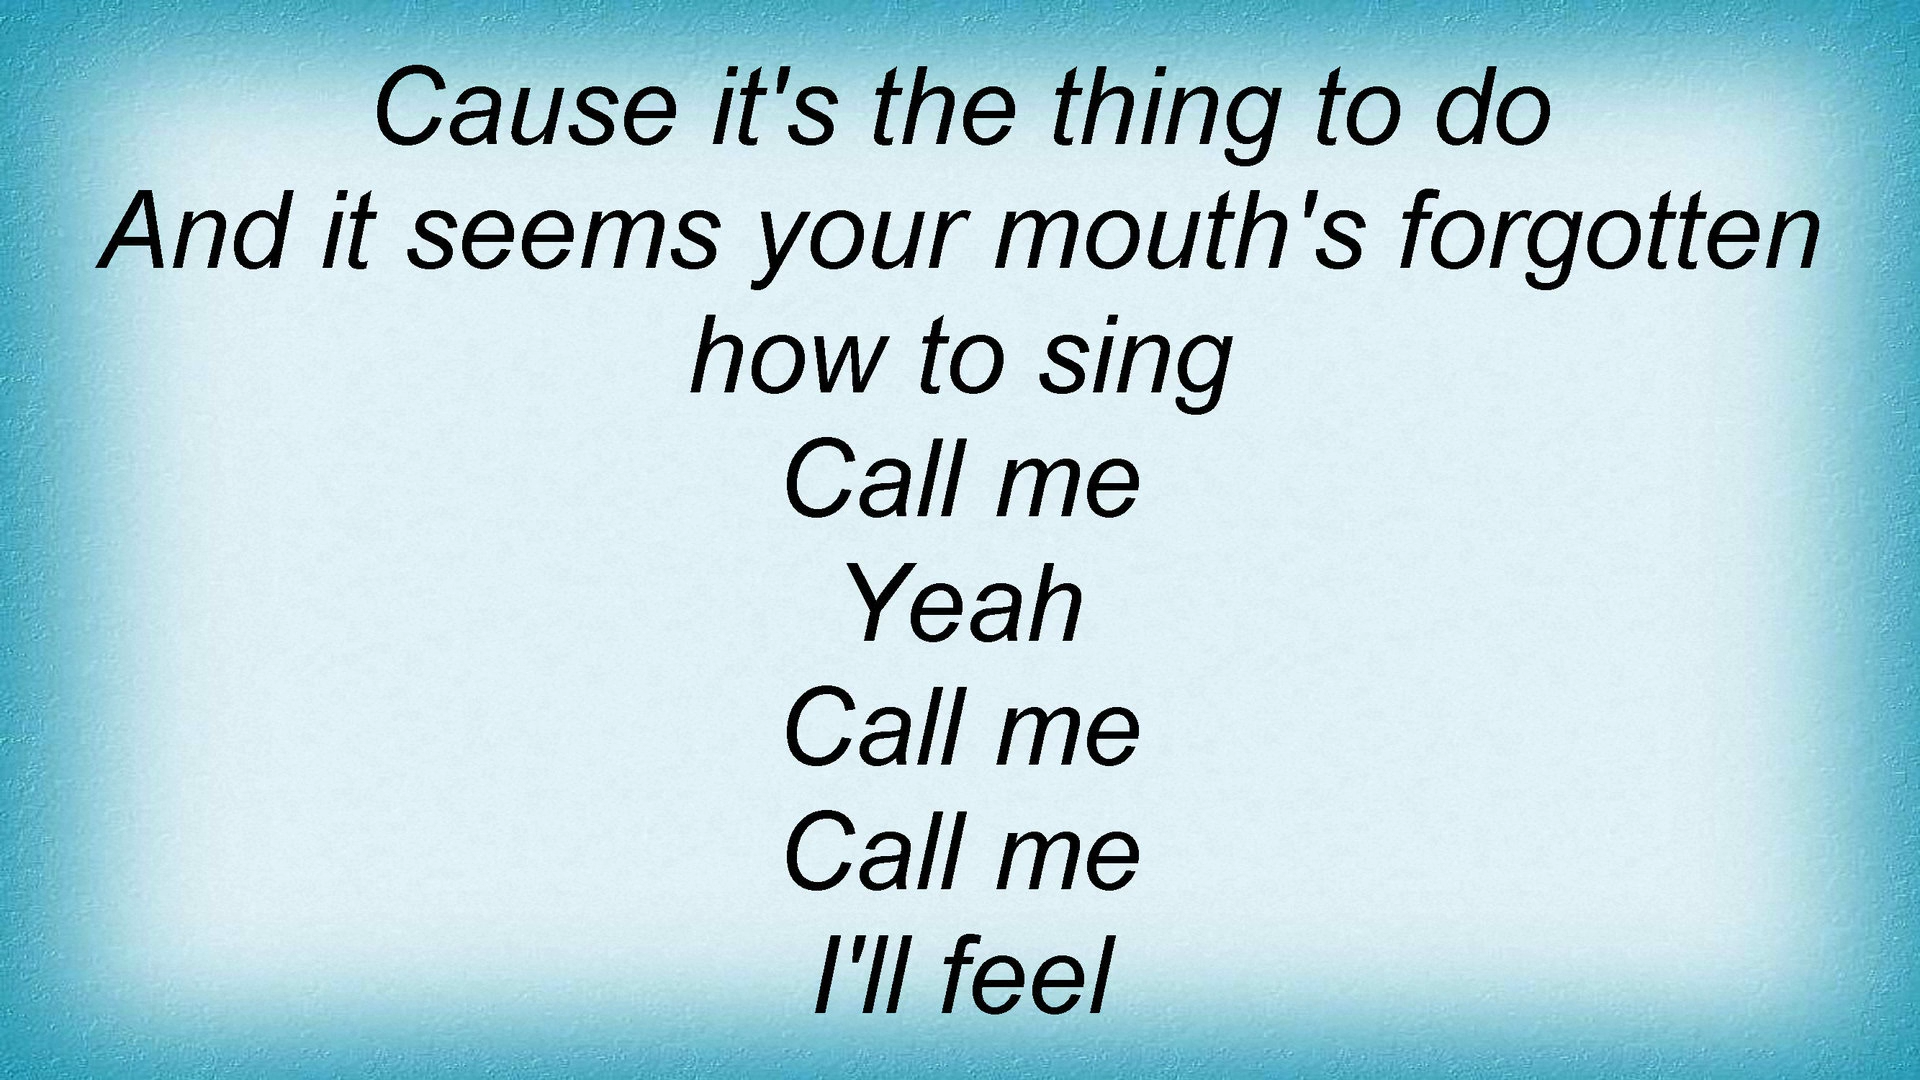 Cause it's the thing to do
And it seems your mouth's forgotten
how to sing
Call me
Yeah
Call me
Call me
I'll feel